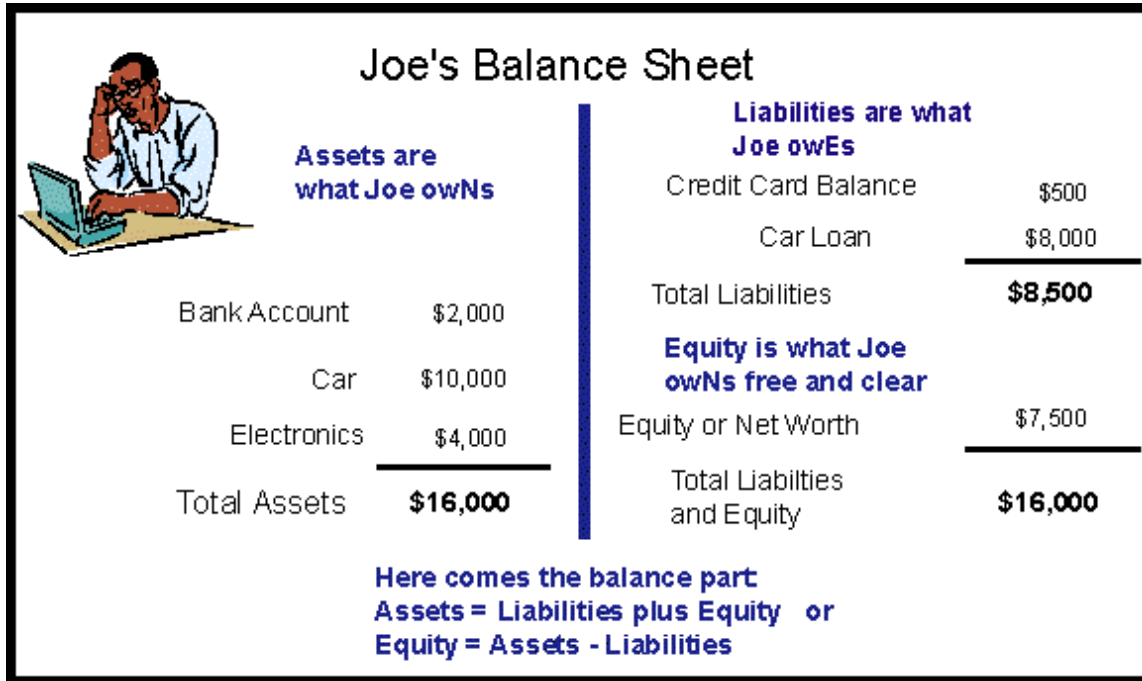 Joe's Balance Sheet
Assets are
what Joe owNs
Bank Account $2,000
Car $10,000
Electronics $4,000
Total Assets $16,000
Liabilities are what
Joe owEs
Credit Card Balance $500
Car Loan $8,000
Total Liabilities $8,500
Equity is what Joe
owNs free and clear
Equity or Net Worth $7,500
Total Liabilties
and Equity $16,000
Here comes the balance part:
Assets = Liabilities plus Equity or
Equity = Assets - Liabilities